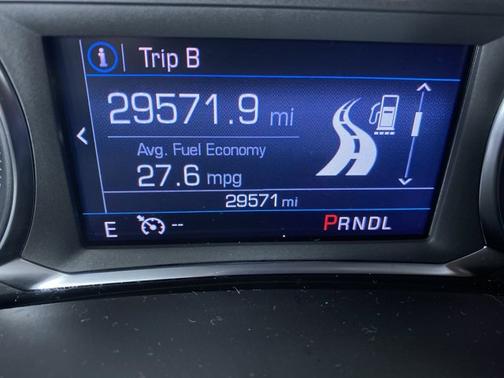 Trip B
29571.9 mi
Avg. Fuel Economy
27.6 mpg
29571 mi
E -- PRNDL